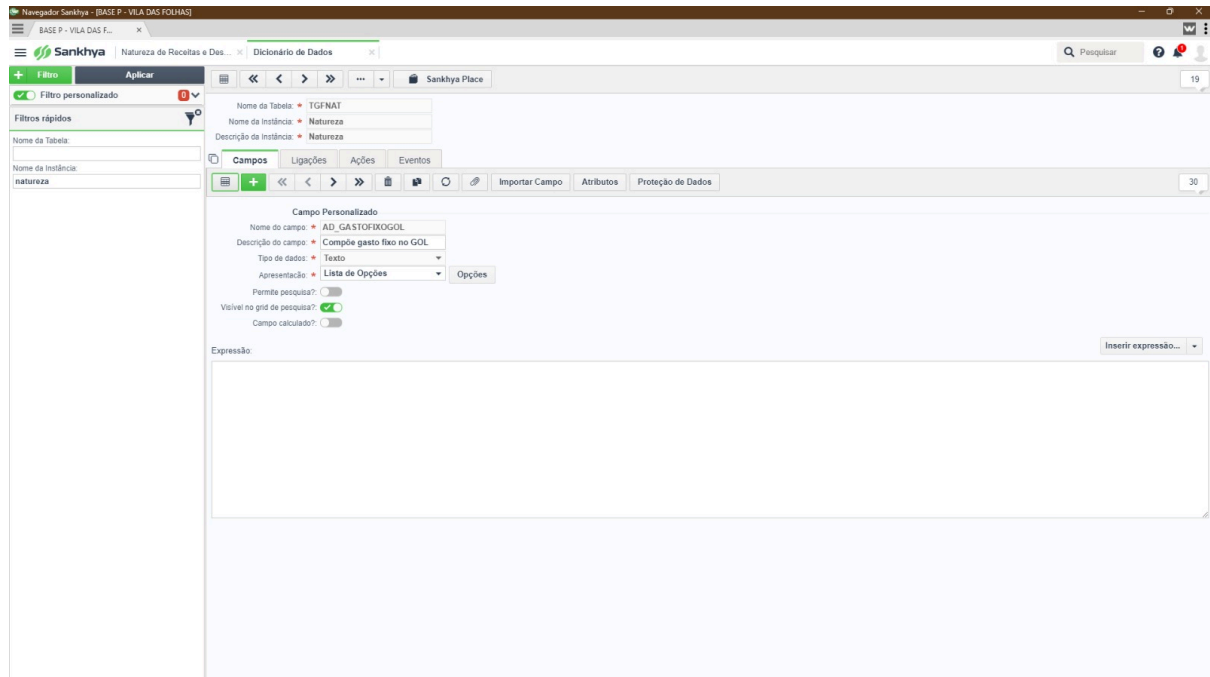 Navegador Sankhya - [BASE P - VILA DAS FOLHAS]
BASE P - VILA DAS F...
Sankhya Natureza de Receitas e Des... Dicionário de Dados Pesquisar
Filtro Aplicar
Sankhya Place 19
Filtro personalizado 0
Filtros rápidos
Nome da Tabela:
Nome da Instância:
natureza
Nome da Tabela: * TGFNAT
Nome da Instância: * Natureza
Descrição da Instância: * Natureza
Campos Ligações Ações Eventos
Importar Campo Atributos Proteção de Dados 30
Campo Personalizado
Nome do campo: * AD_GASTOFIXOGOL
Descrição do campo: * Compõe gasto fixo no GOL
Tipo de dados: * Texto
Apresentação: * Lista de Opções Opções
Permite pesquisa?:
Visível no grid de pesquisa?:
Campo calculado?:
Expressão: Inserir expressão...